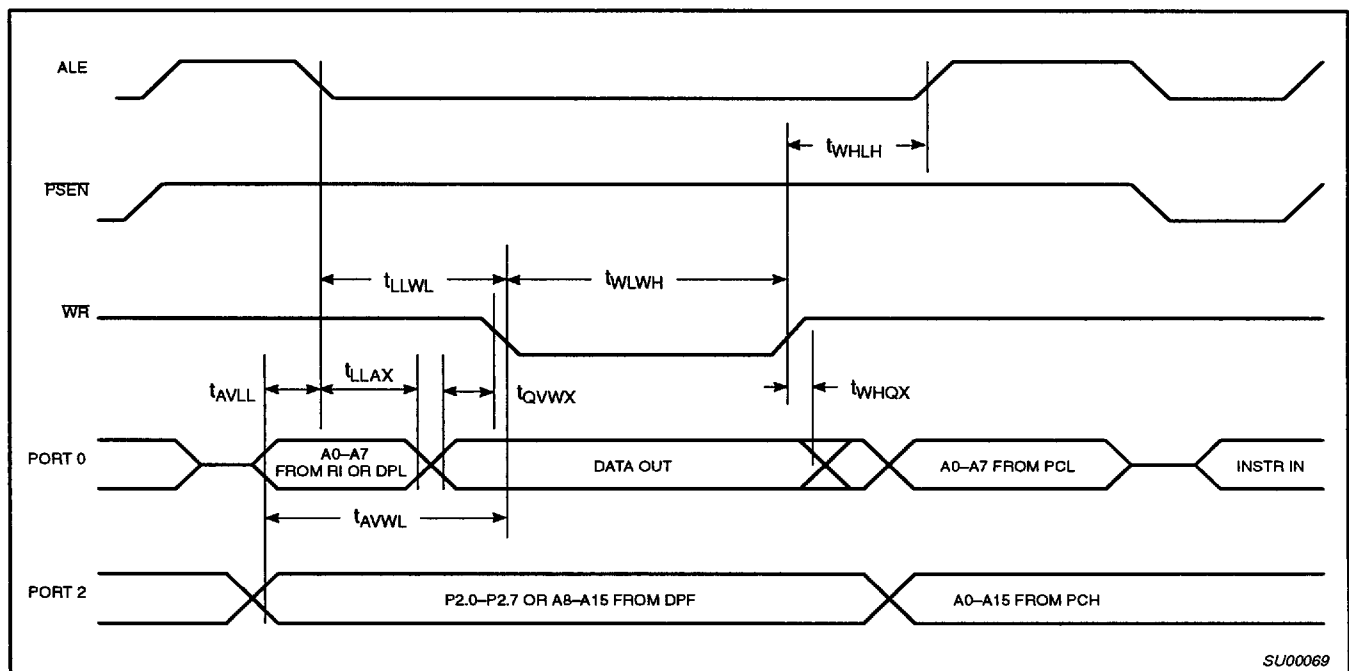 ALE
tWHLH
PSEN
tLLWL
tWLWH
WR
tAVLL
tLLAX
tQVWX
tWHQX
PORT 0
A0–A7
FROM RI OR DPL
DATA OUT
A0–A7 FROM PCL
INSTR IN
tAVWL
PORT 2
P2.0–P2.7 OR A8–A15 FROM DPF
A0–A15 FROM PCH
SU00069